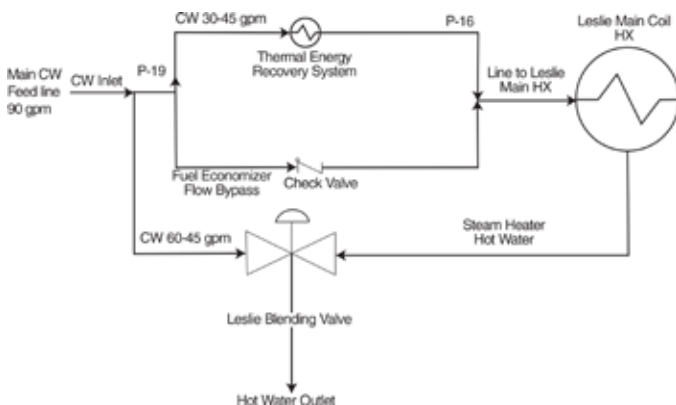 CW 30-45 gpm
P-16
Leslie Main Coil
HX
Thermal Energy
Recovery System
Main CW
Feed line
90 gpm
CW Inlet
P-19
Line to Leslie
Main HX
Fuel Economizer
Flow Bypass
Check Valve
CW 60-45 gpm
Steam Heater
Hot Water
Leslie Blending Valve
Hot Water Outlet